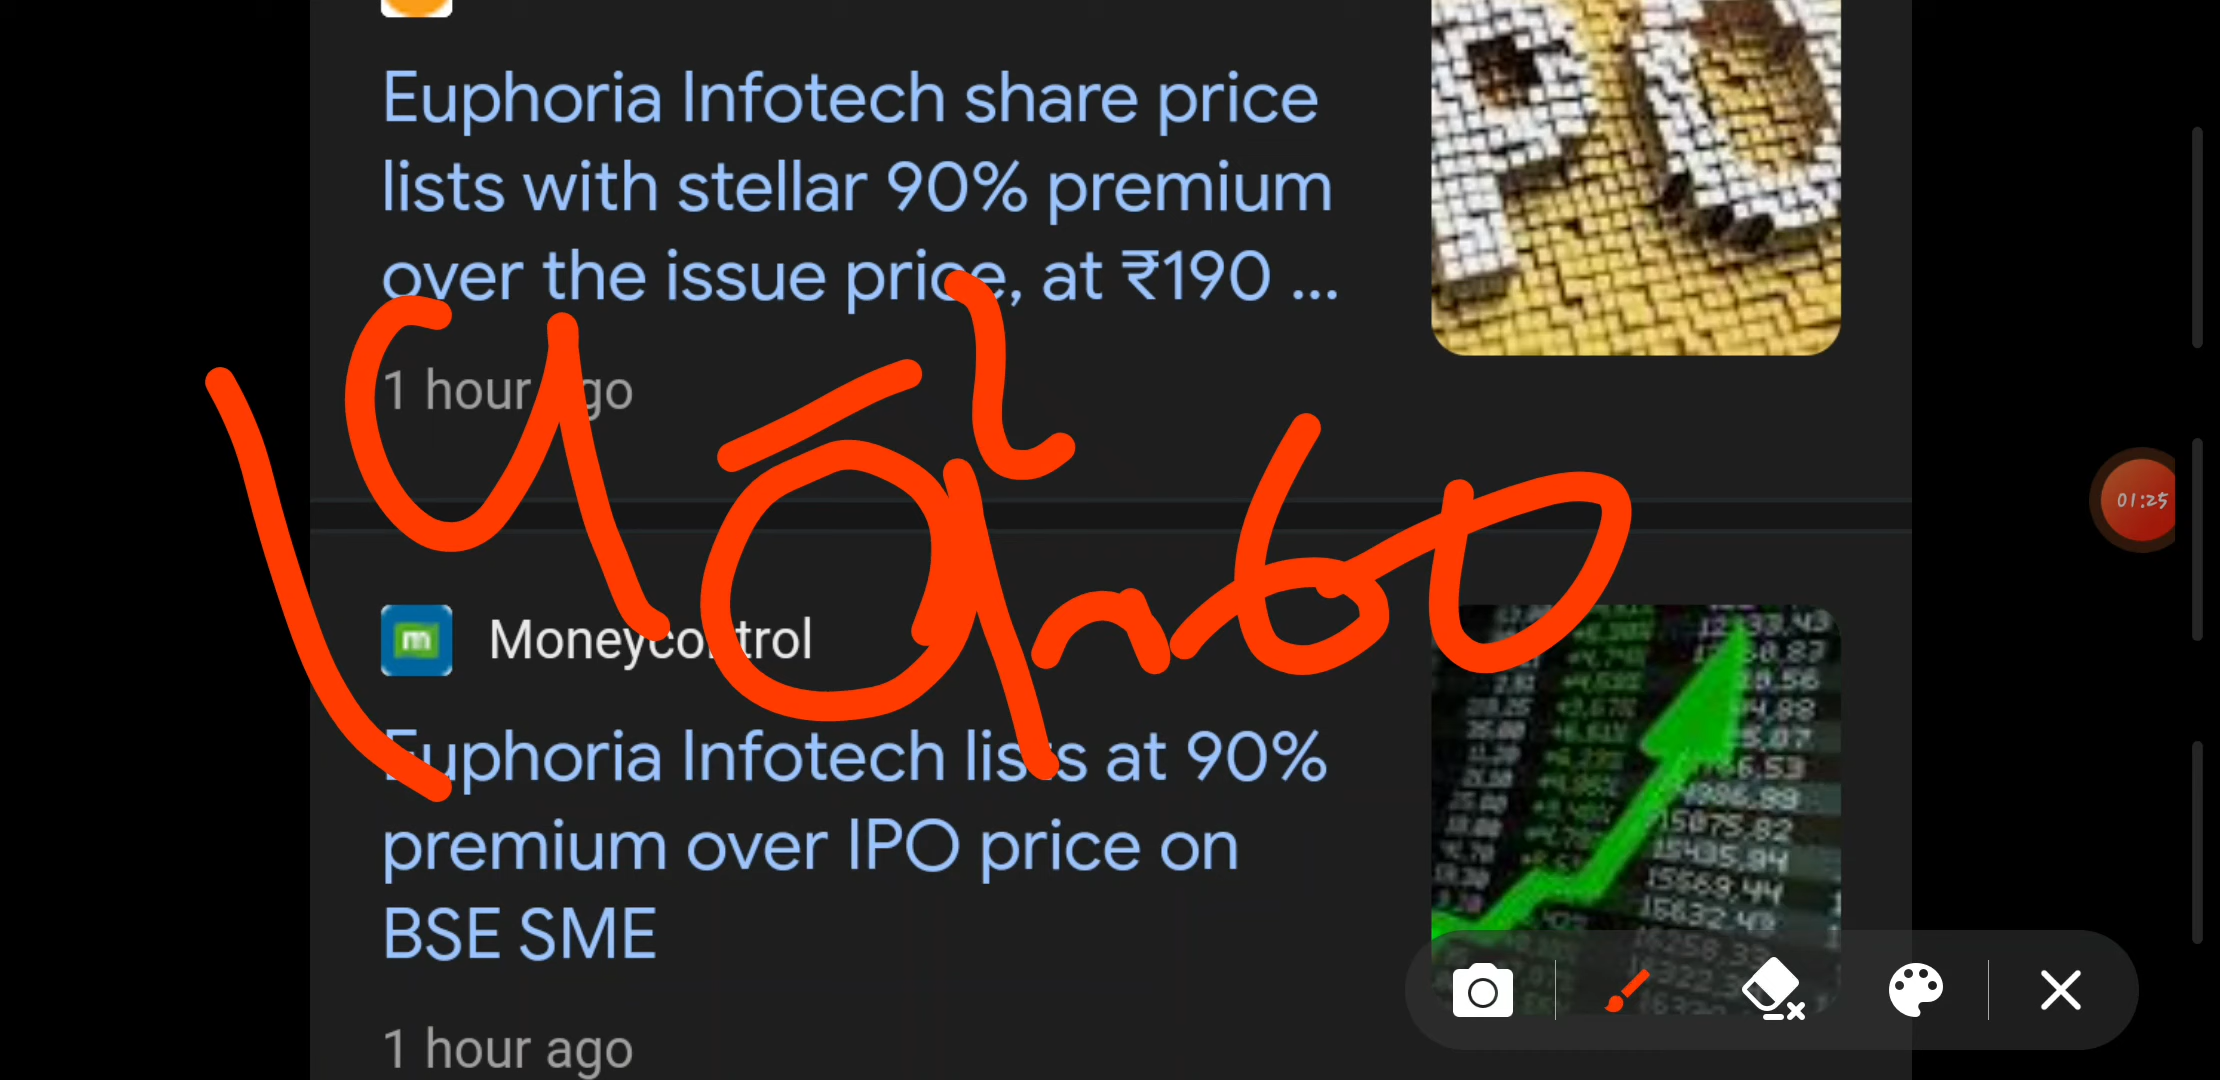 Euphoria Infotech share price
lists with stellar 90% premium
over the issue price, at ₹190 ...
1 hour ago
Moneycontrol
Euphoria Infotech lists at 90%
premium over IPO price on
BSE SME
1 hour ago
01:25